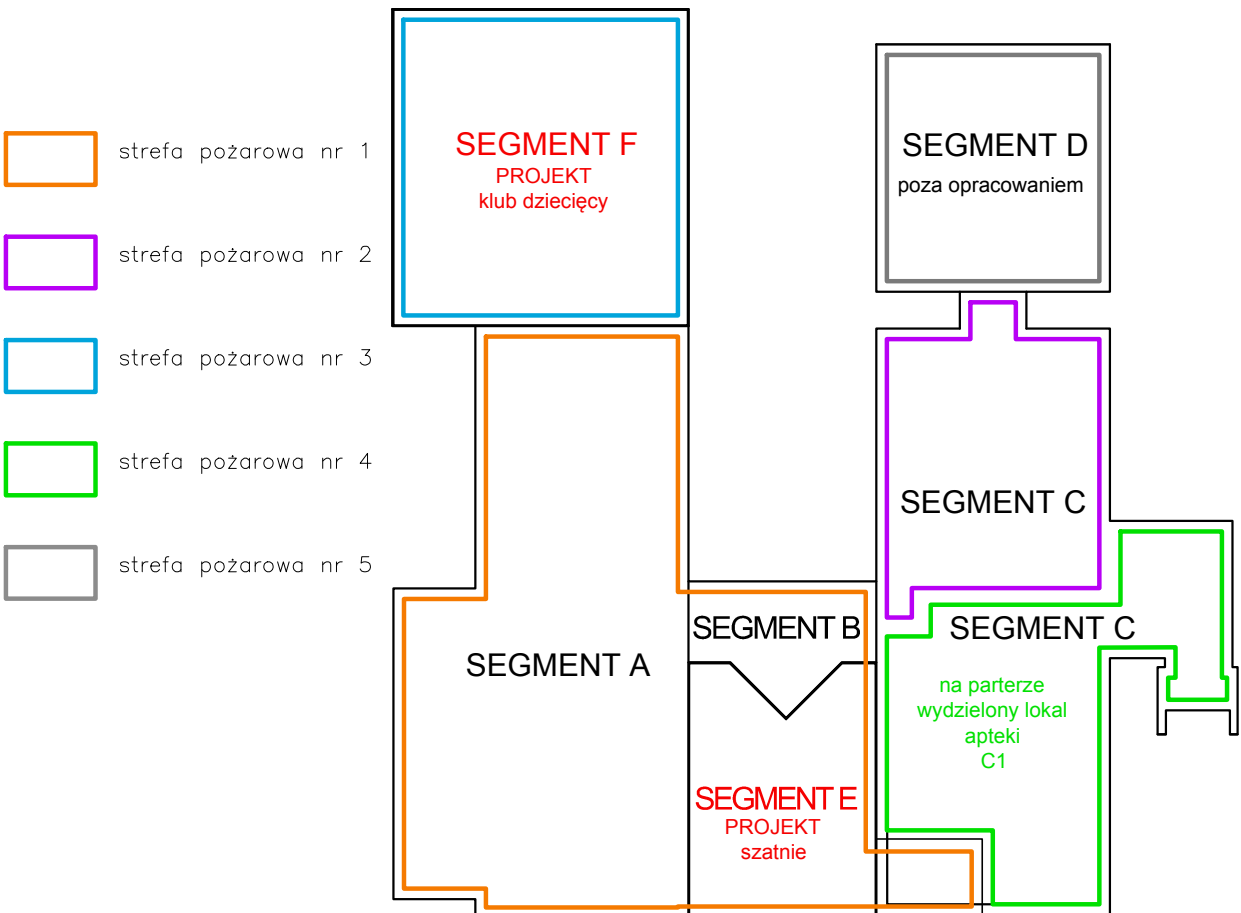 strefa pożarowa nr 1
strefa pożarowa nr 2
strefa pożarowa nr 3
strefa pożarowa nr 4
strefa pożarowa nr 5
SEGMENT F
PROJEKT
klub dziecięcy
SEGMENT D
poza opracowaniem
SEGMENT C
SEGMENT A
SEGMENT B
SEGMENT C
na parterze
wydzielony lokal
apteki
C1
SEGMENT E
PROJEKT
szatnie